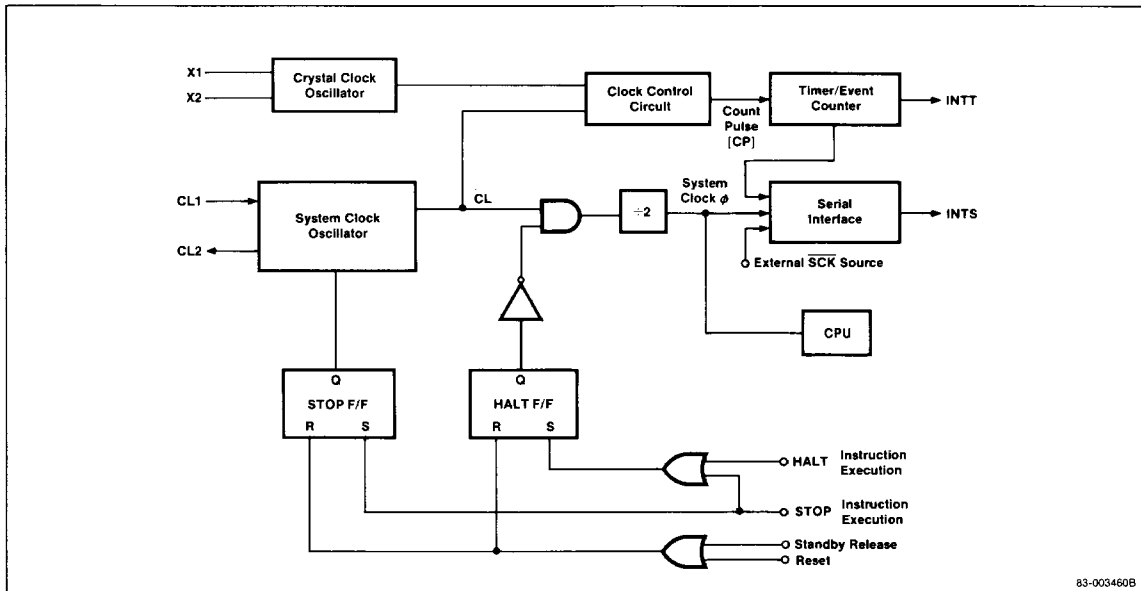 X1
X2
Crystal Clock
Oscillator
Clock Control
Circuit
Count
Pulse
[CP]
Timer/Event
Counter
INTT
CL1
CL2
System Clock
Oscillator
CL
÷2
System
Clock ϕ
Serial
Interface
INTS
External S̅C̅K̅ Source
CPU
Q
STOP F/F
R S
Q
HALT F/F
R S
HALT Instruction
Execution
STOP Instruction
Execution
Standby Release
Reset
83-003460B